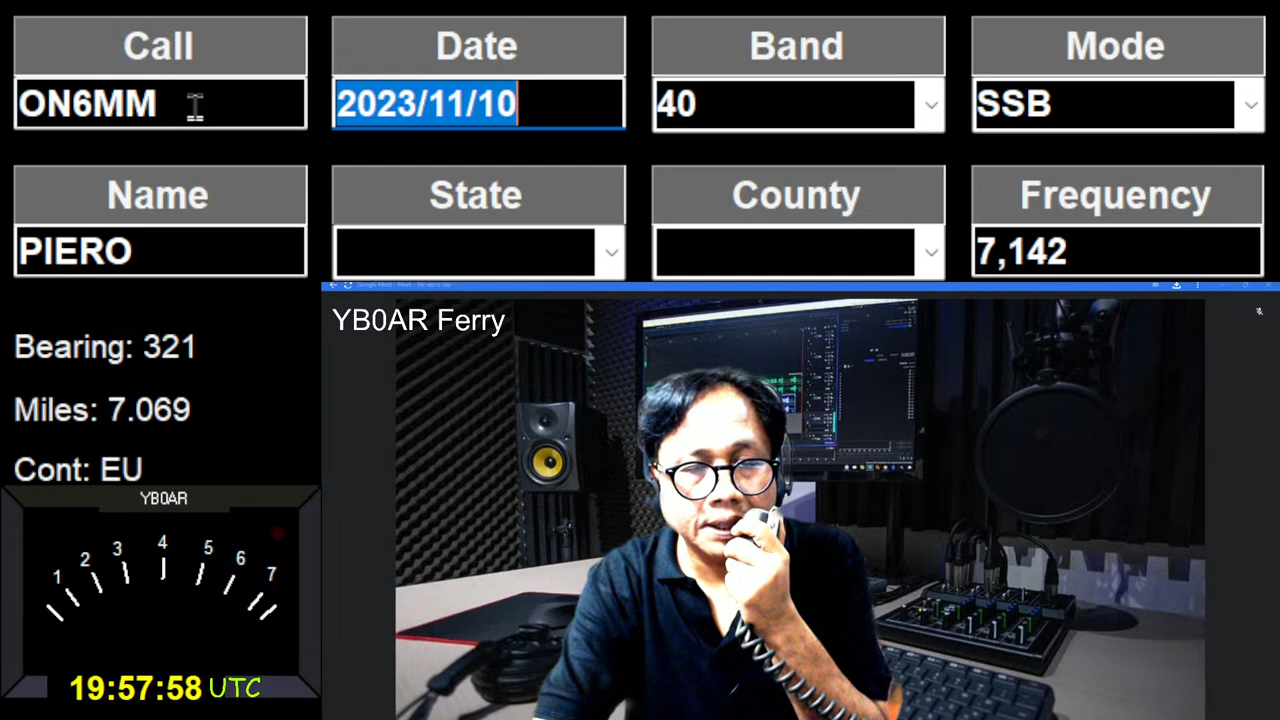 Call Date Band Mode
ON6MM 2023/11/10 40 SSB
Name State County Frequency
PIERO 7,142
YB0AR Ferry
Bearing: 321
Miles: 7.069
Cont: EU
YB0AR
1 2 3 4 5 6 7
19:57:58 UTC